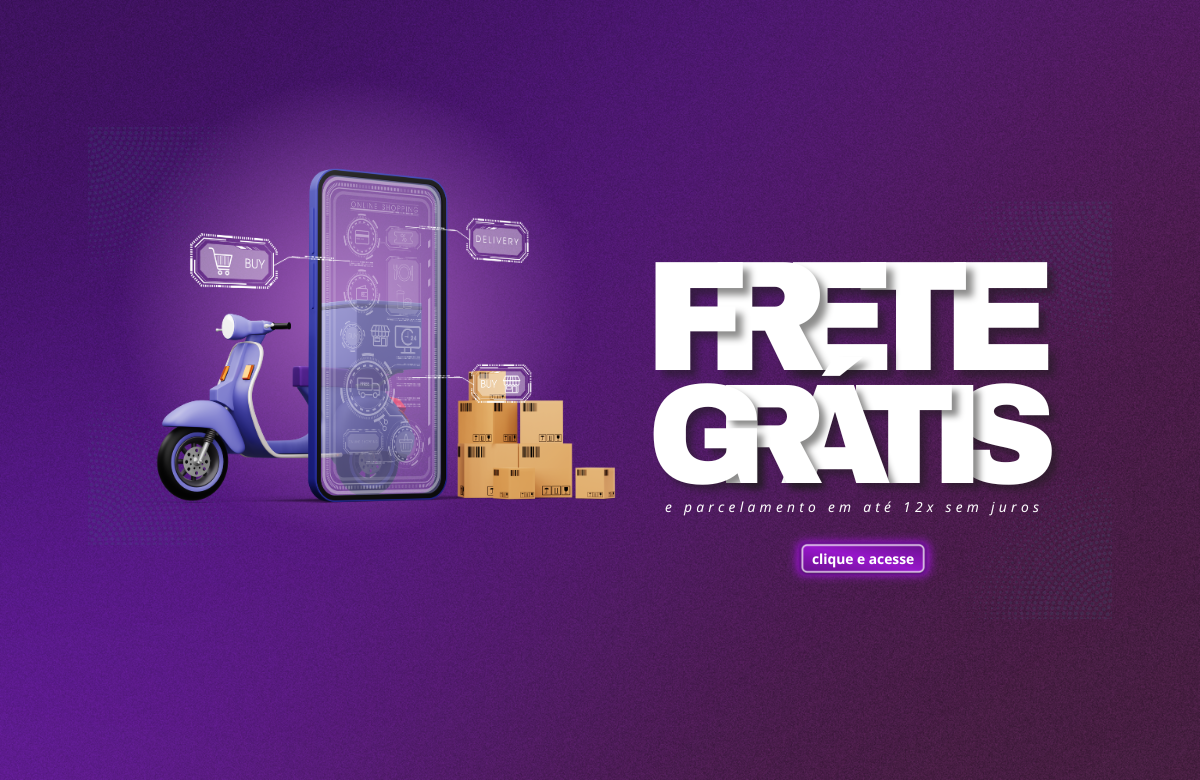 ONLINE SHOPPING
DELIVERY
BUY
BUY
FRETE
GRÁTIS
e parcelamento em até 12x sem juros
clique e acesse